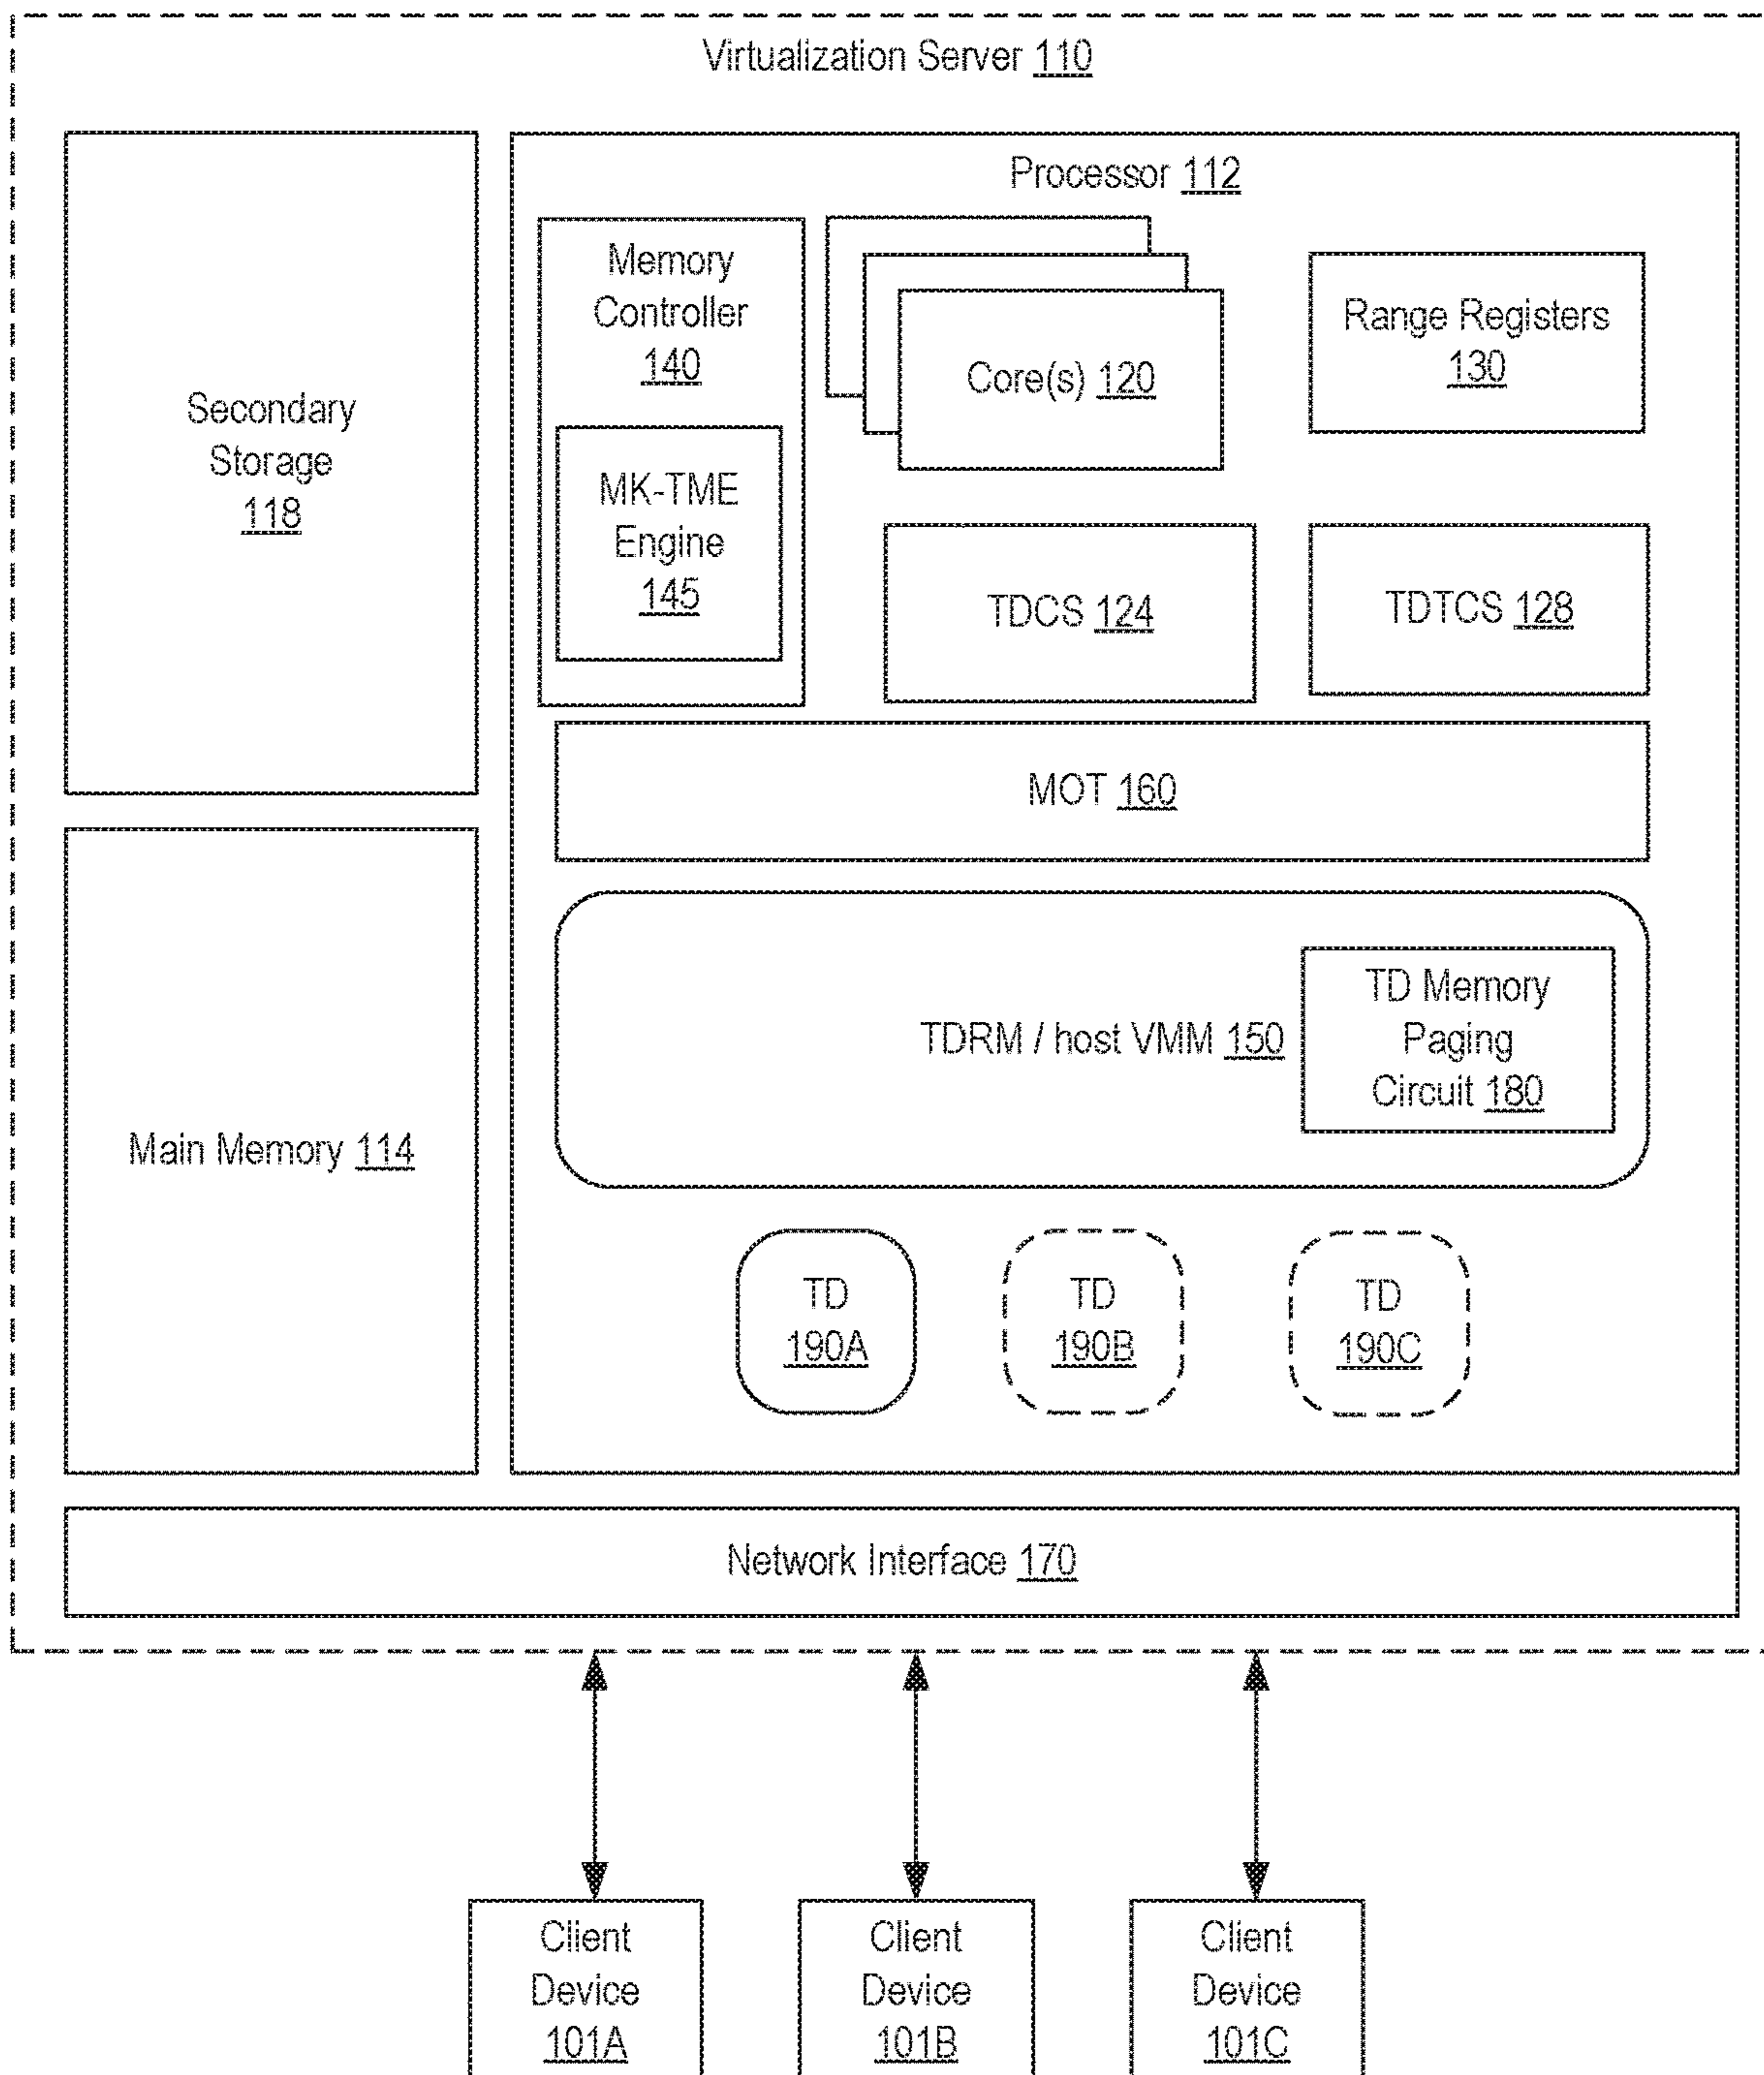 Virtualization Server 110
Secondary
Storage
118
Main Memory 114
Processor 112
Memory
Controller
140
MK-TME
Engine
145
Core(s) 120
Range Registers
130
TDCS 124
TDTCS 128
MOT 160
TDRM / host VMM 150
TD Memory
Paging
Circuit 180
TD
190A
TD
190B
TD
190C
Network Interface 170
Client
Device
101A
Client
Device
101B
Client
Device
101C